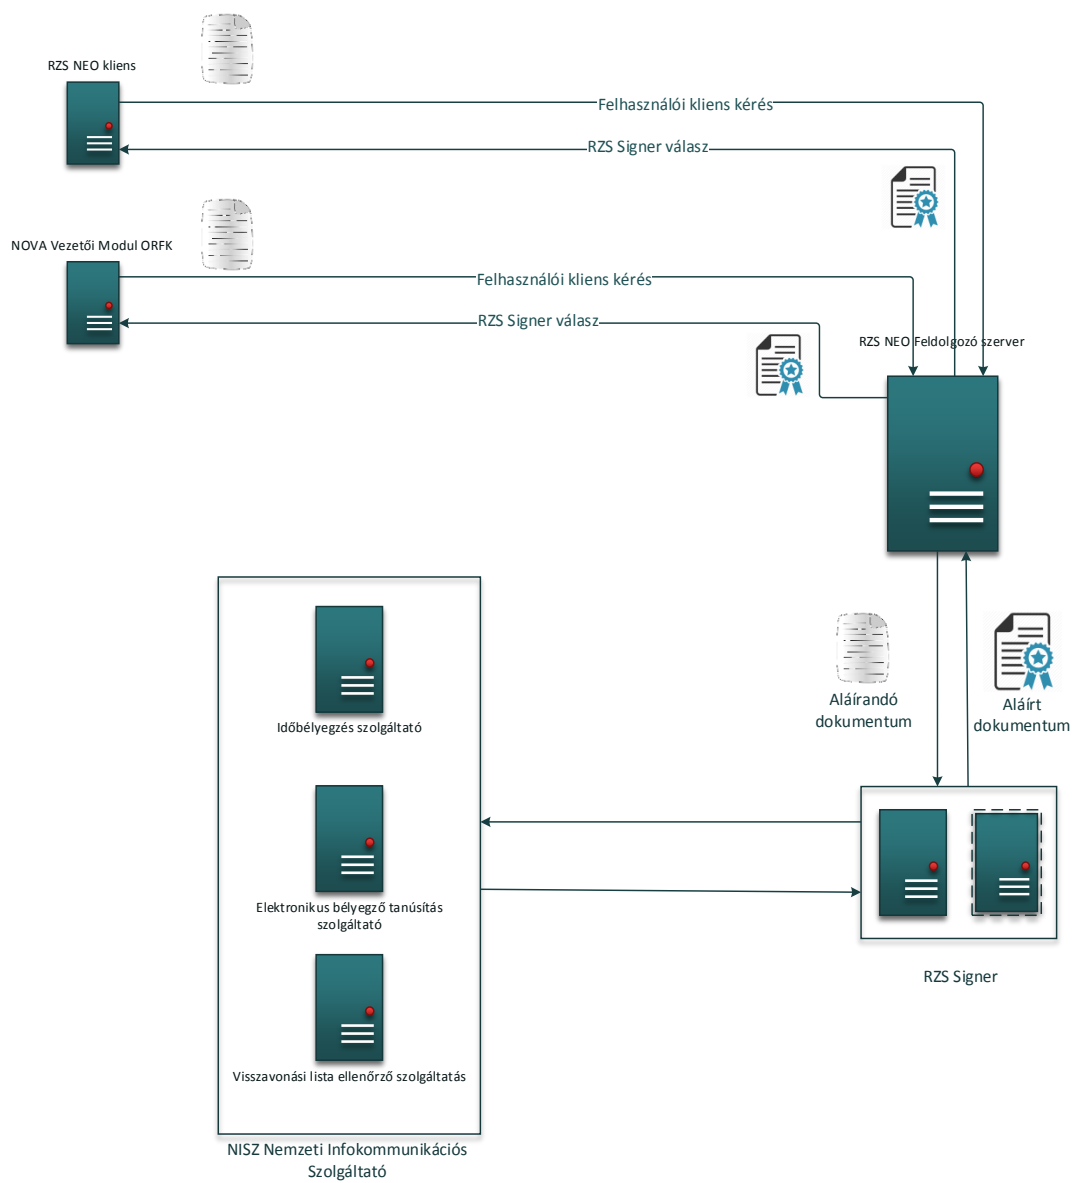 RZS NEO kliens
Felhasználói kliens kérés
RZS Signer válasz
NOVA Vezetői Modul ORFK
Felhasználói kliens kérés
RZS Signer válasz
RZS NEO Feldolgozó szerver
Aláírandó
dokumentum
Aláírt
dokumentum
Időbélyegzés szolgáltató
Elektronikus bélyegző tanúsítás
szolgáltató
RZS Signer
Visszavonási lista ellenőrző szolgáltatás
NISZ Nemzeti Infokommunikációs
Szolgáltató